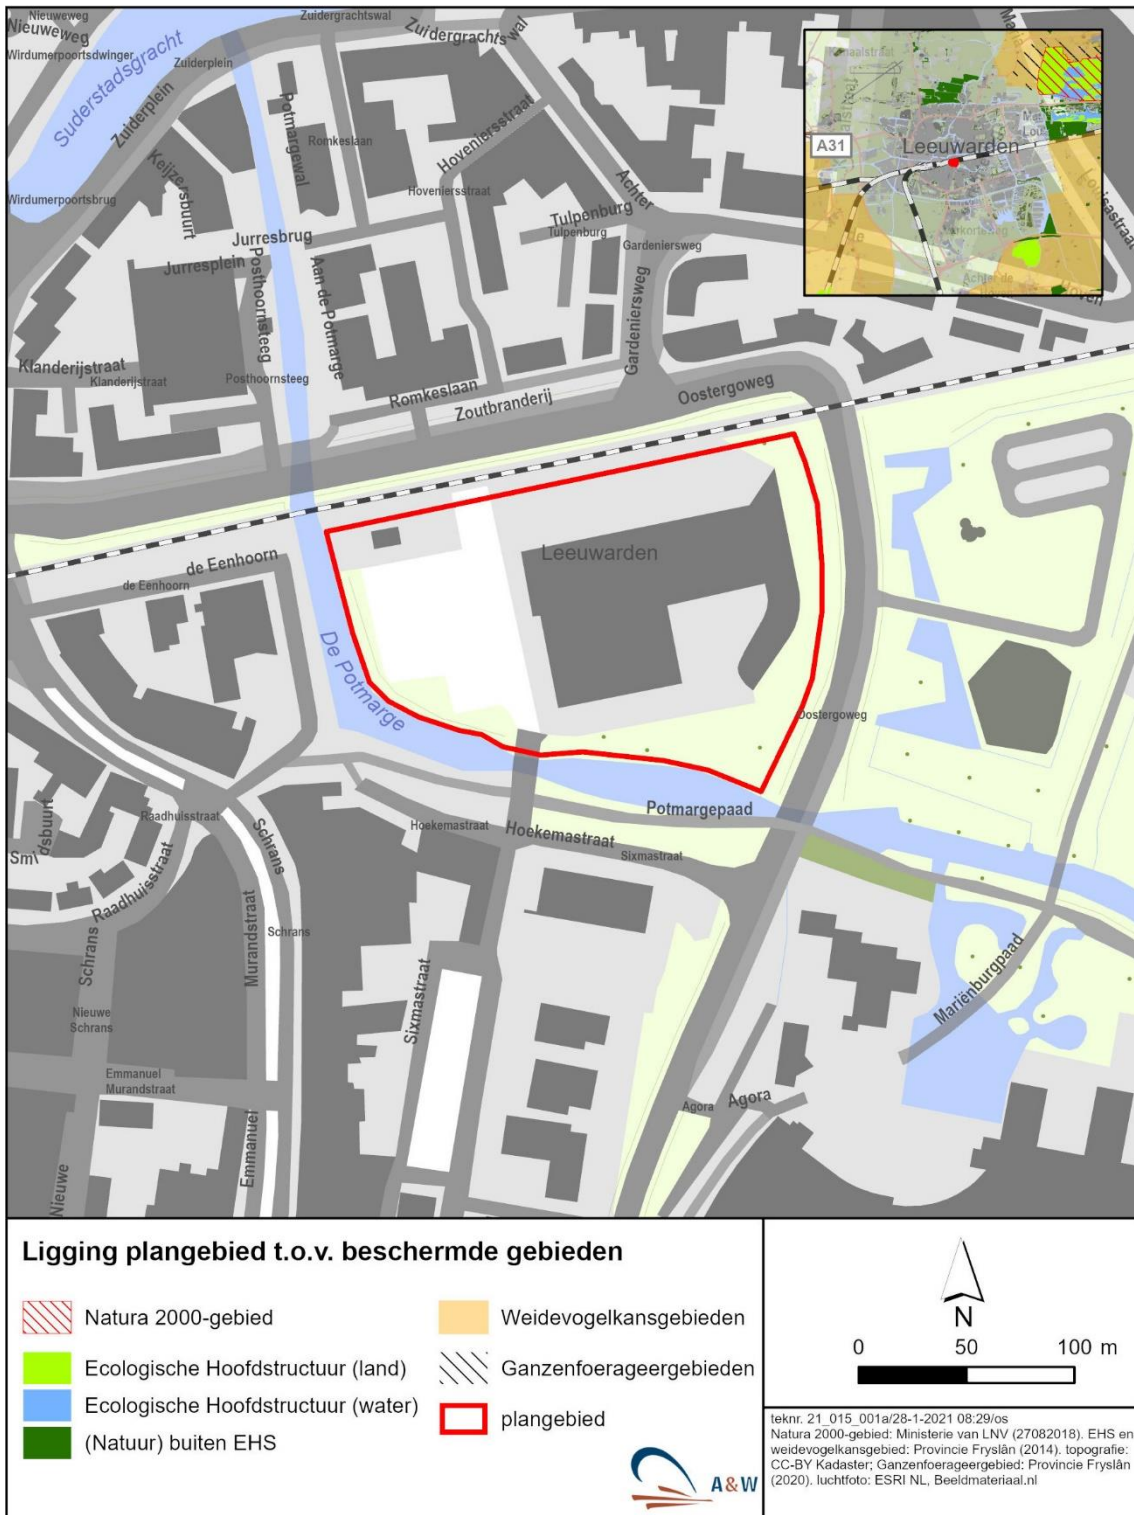 Nieuweweg
Nieuweweg
Wirdumerpoortsdwinger
Suderstadsgracht
Zuiderplein
Zuiderplein
Wirdumerpoortsbrug
Zuidergrachtswal
Zuidergrachtswal
Potmargewal
Romkeslaan
Hoveniersstraat
Hoveniersstraat
Keijzersbuurt
Achter
Tulpenburg
Tulpenburg
Gardeniersweg
Gardeniersweg
Jurresbrug
Jurresplein
Posthoornsteeg
Posthoornsteeg
Aan de Potmarge
Klanderijstraat
Klanderijstraat
Romkeslaan
Zoutbranderij
Oostergoweg
A31
Leeuwarden
Achter de
Hoven
de Eenhoorn
de Eenhoorn
Leeuwarden
De Potmarge
Oostergoweg
Potmargepaad
Raadhuisstraat
Raadhuisstraat
Schrans
Schrans
Schrans
Murandstraat
Hoekemastraat
Hoekemastraat
Sixmastraat
Sixmastraat
Nieuwe
Schrans
Emmanuel
Murandstraat
Emmanuel
Nieuwe
Mariënburgpaad
Agora
Agora
Ligging plangebied t.o.v. beschermde gebieden
Natura 2000-gebied
Ecologische Hoofdstructuur (land)
Ecologische Hoofdstructuur (water)
(Natuur) buiten EHS
Weidevogelkansgebieden
Ganzenfoerageergebieden
plangebied
A&W
N
0 50 100 m
teknr. 21_015_001a/28-1-2021 08:29/os
Natura 2000-gebied: Ministerie van LNV (27082018). EHS en
weidevogelkansgebied: Provincie Fryslân (2014). topografie:
CC-BY Kadaster; Ganzenfoerageergebied: Provincie Fryslân
(2020). luchtfoto: ESRI NL, Beeldmateriaal.nl